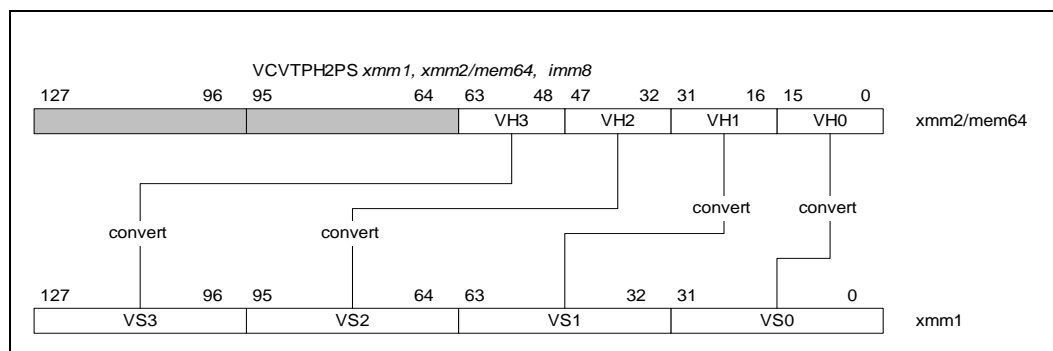 VCVTPH2PS xmm1, xmm2/mem64, imm8
127 96 95 64 63 48 47 32 31 16 15 0
VH3 VH2 VH1 VH0 xmm2/mem64
convert convert convert convert
127 96 95 64 63 32 31 0
VS3 VS2 VS1 VS0 xmm1